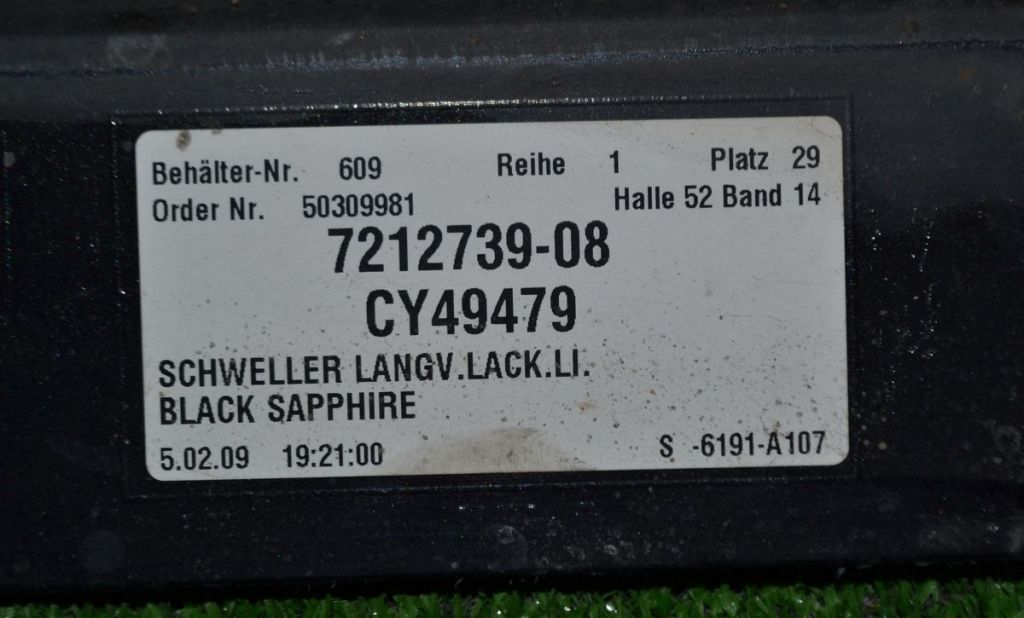 Behälter-Nr. 609 Reihe 1 Platz 29
Order Nr. 50309981 Halle 52 Band 14
7212739-08
CY49479
SCHWELLER LANGV.LACK.LI.
BLACK SAPPHIRE
5.02.09 19:21:00 S -6191-A107